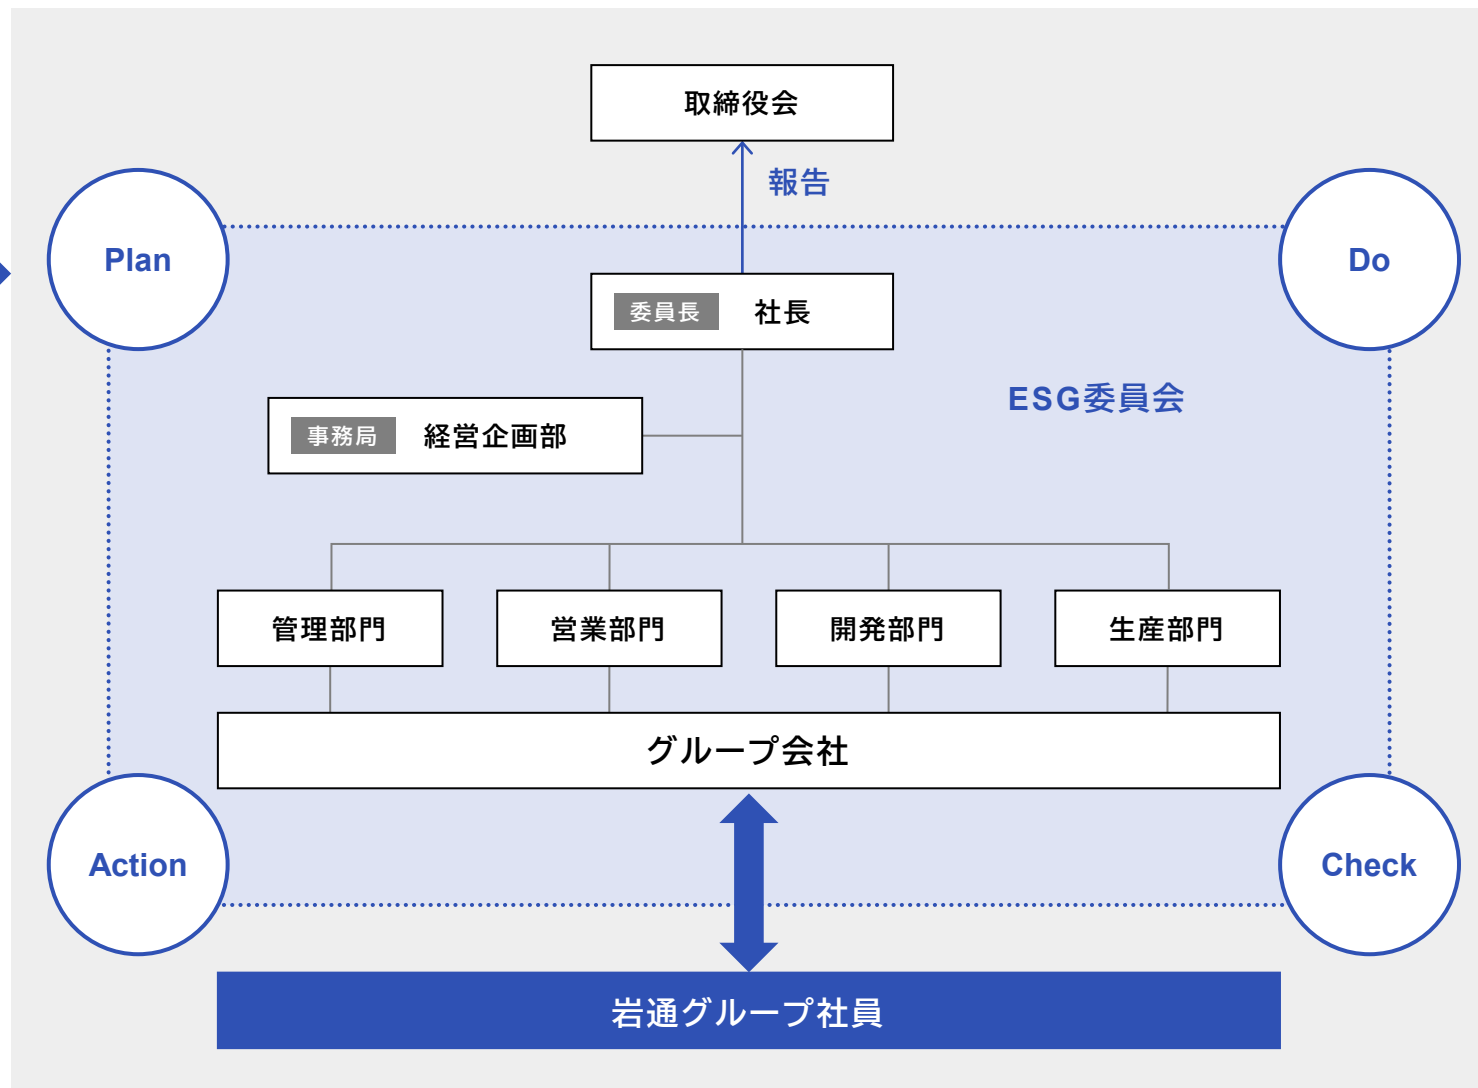 取締役会
報告
Plan
Do
委員長 社長
ESG委員会
事務局 経営企画部
管理部門
営業部門
開発部門
生産部門
グループ会社
Action
Check
岩通グループ社員